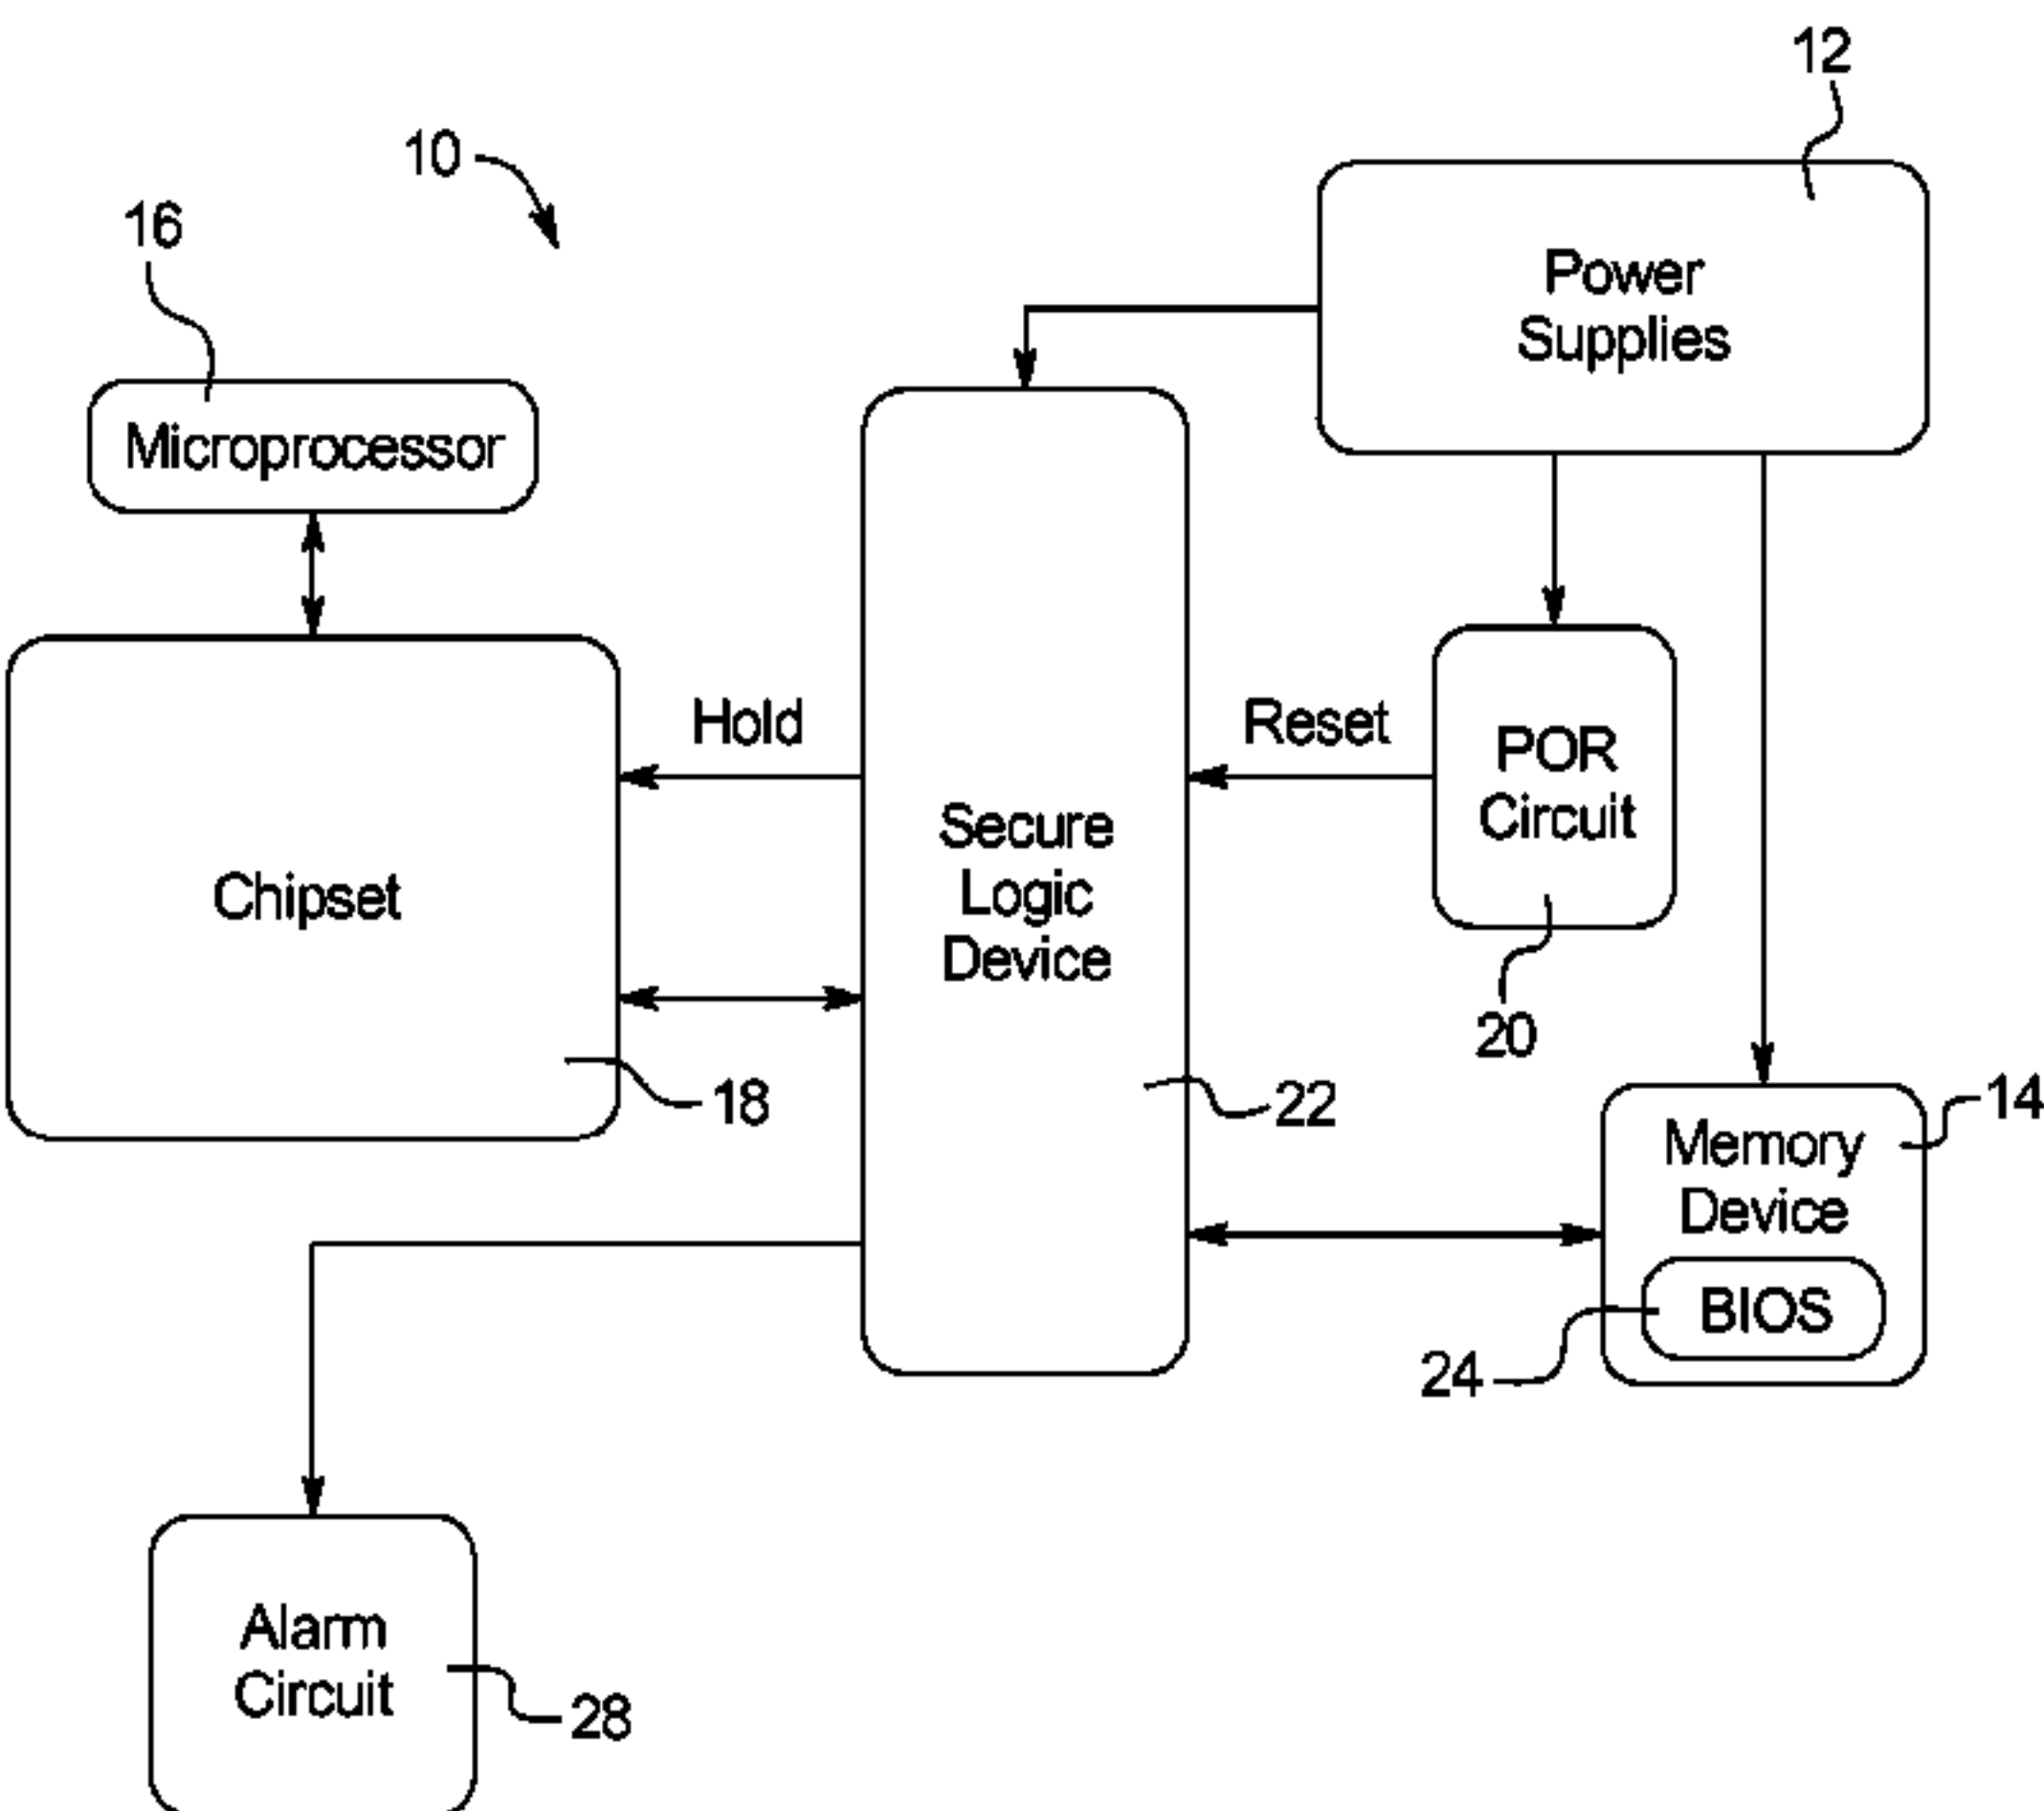 12
10
16
Power
Supplies
Microprocessor
Hold
Reset
POR
Circuit
Secure
Logic
Device
Chipset
20
18
22
14
Memory
Device
BIOS
24
Alarm
Circuit
28